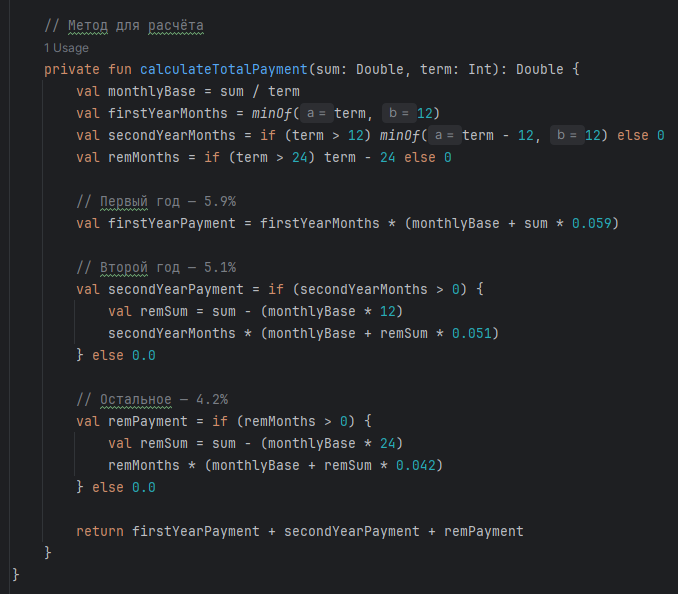 // Метод для расчёта
1 Usage
private fun calculateTotalPayment(sum: Double, term: Int): Double {
    val monthlyBase = sum / term
    val firstYearMonths = minOf( a = term, b = 12)
    val secondYearMonths = if (term > 12) minOf( a = term - 12, b = 12) else 0
    val remMonths = if (term > 24) term - 24 else 0

    // Первый год — 5.9%
    val firstYearPayment = firstYearMonths * (monthlyBase + sum * 0.059)

    // Второй год — 5.1%
    val secondYearPayment = if (secondYearMonths > 0) {
        val remSum = sum - (monthlyBase * 12)
        secondYearMonths * (monthlyBase + remSum * 0.051)
    } else 0.0

    // Остальное — 4.2%
    val remPayment = if (remMonths > 0) {
        val remSum = sum - (monthlyBase * 24)
        remMonths * (monthlyBase + remSum * 0.042)
    } else 0.0

    return firstYearPayment + secondYearPayment + remPayment
}
}